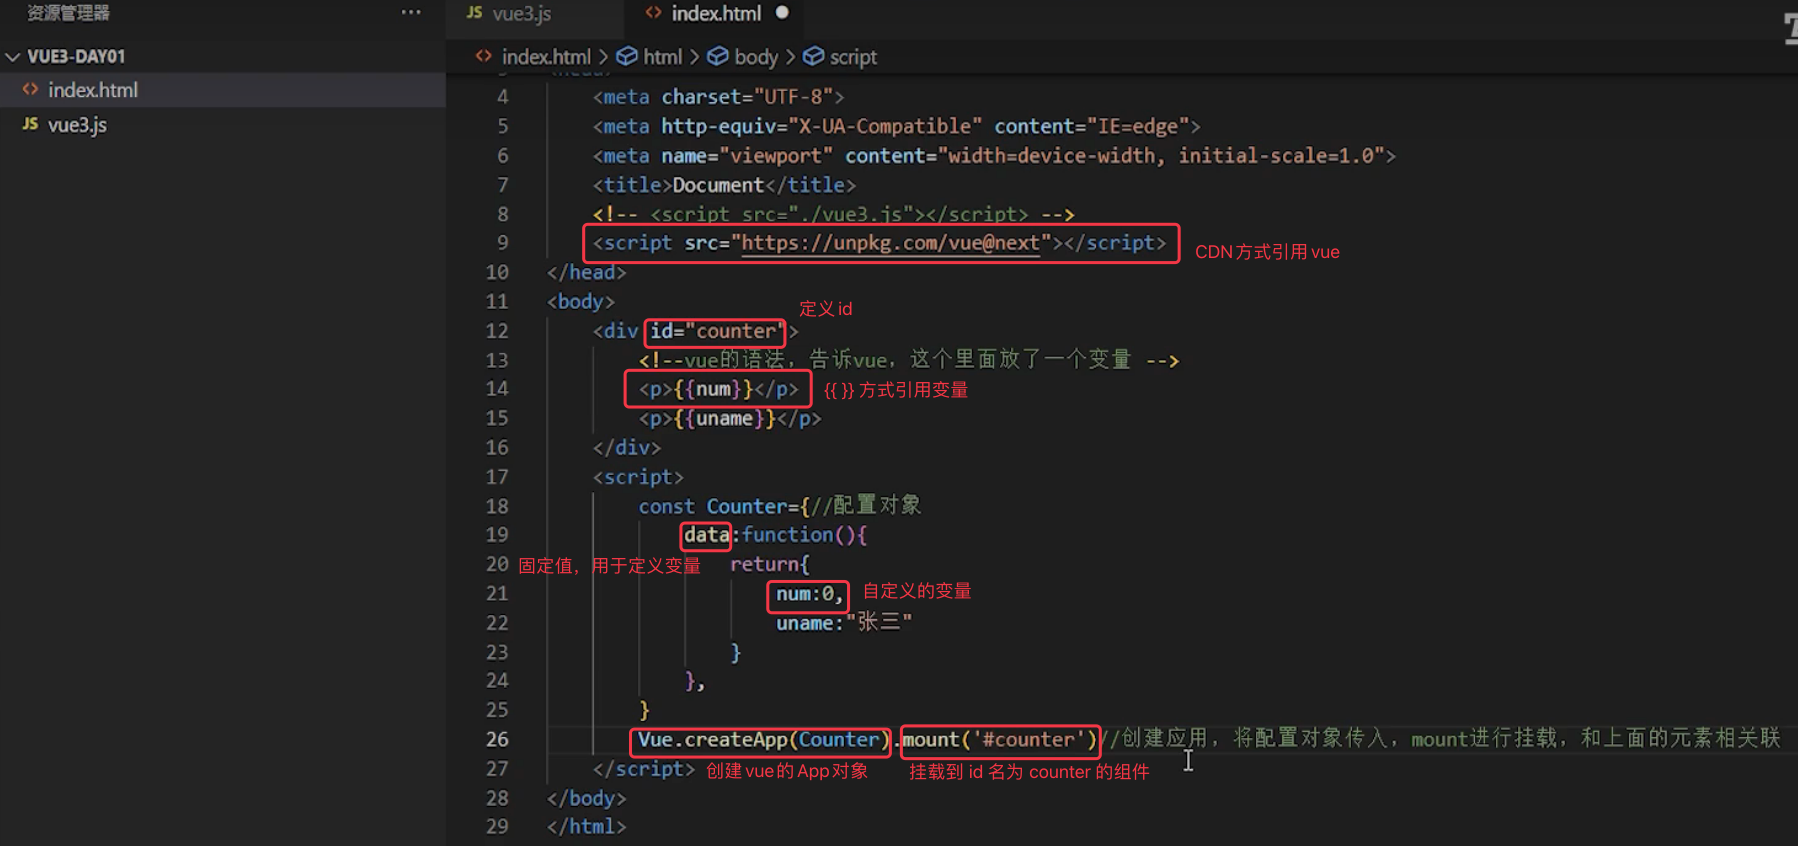 资源管理器 ···
VUE3-DAY01
<> index.html
JS vue3.js
JS vue3.js <> index.html ●
<> index.html > html > body > script
4 <meta charset="UTF-8">
5 <meta http-equiv="X-UA-Compatible" content="IE=edge">
6 <meta name="viewport" content="width=device-width, initial-scale=1.0">
7 <title>Document</title>
8 <!-- <script src="./vue3.js"></script> -->
9 <script src="https://unpkg.com/vue@next"></script> CDN方式引用vue
10 </head>
11 <body>
定义id
12 <div id="counter">
13 <!--vue的语法，告诉vue，这个里面放了一个变量 -->
14 <p>{{num}}</p> {{ }} 方式引用变量
15 <p>{{uname}}</p>
16 </div>
17 <script>
18 const Counter={//配置对象
19 data:function(){
20 固定值，用于定义变量 return{
21 num:0, 自定义的变量
22 uname:"张三"
23 }
24 },
25 }
26 Vue.createApp(Counter).mount('#counter')//创建应用，将配置对象传入，mount进行挂载，和上面的元素相关联
27 </script> 创建vue的App对象 挂载到 id 名为 counter 的组件
28 </body>
29 </html>